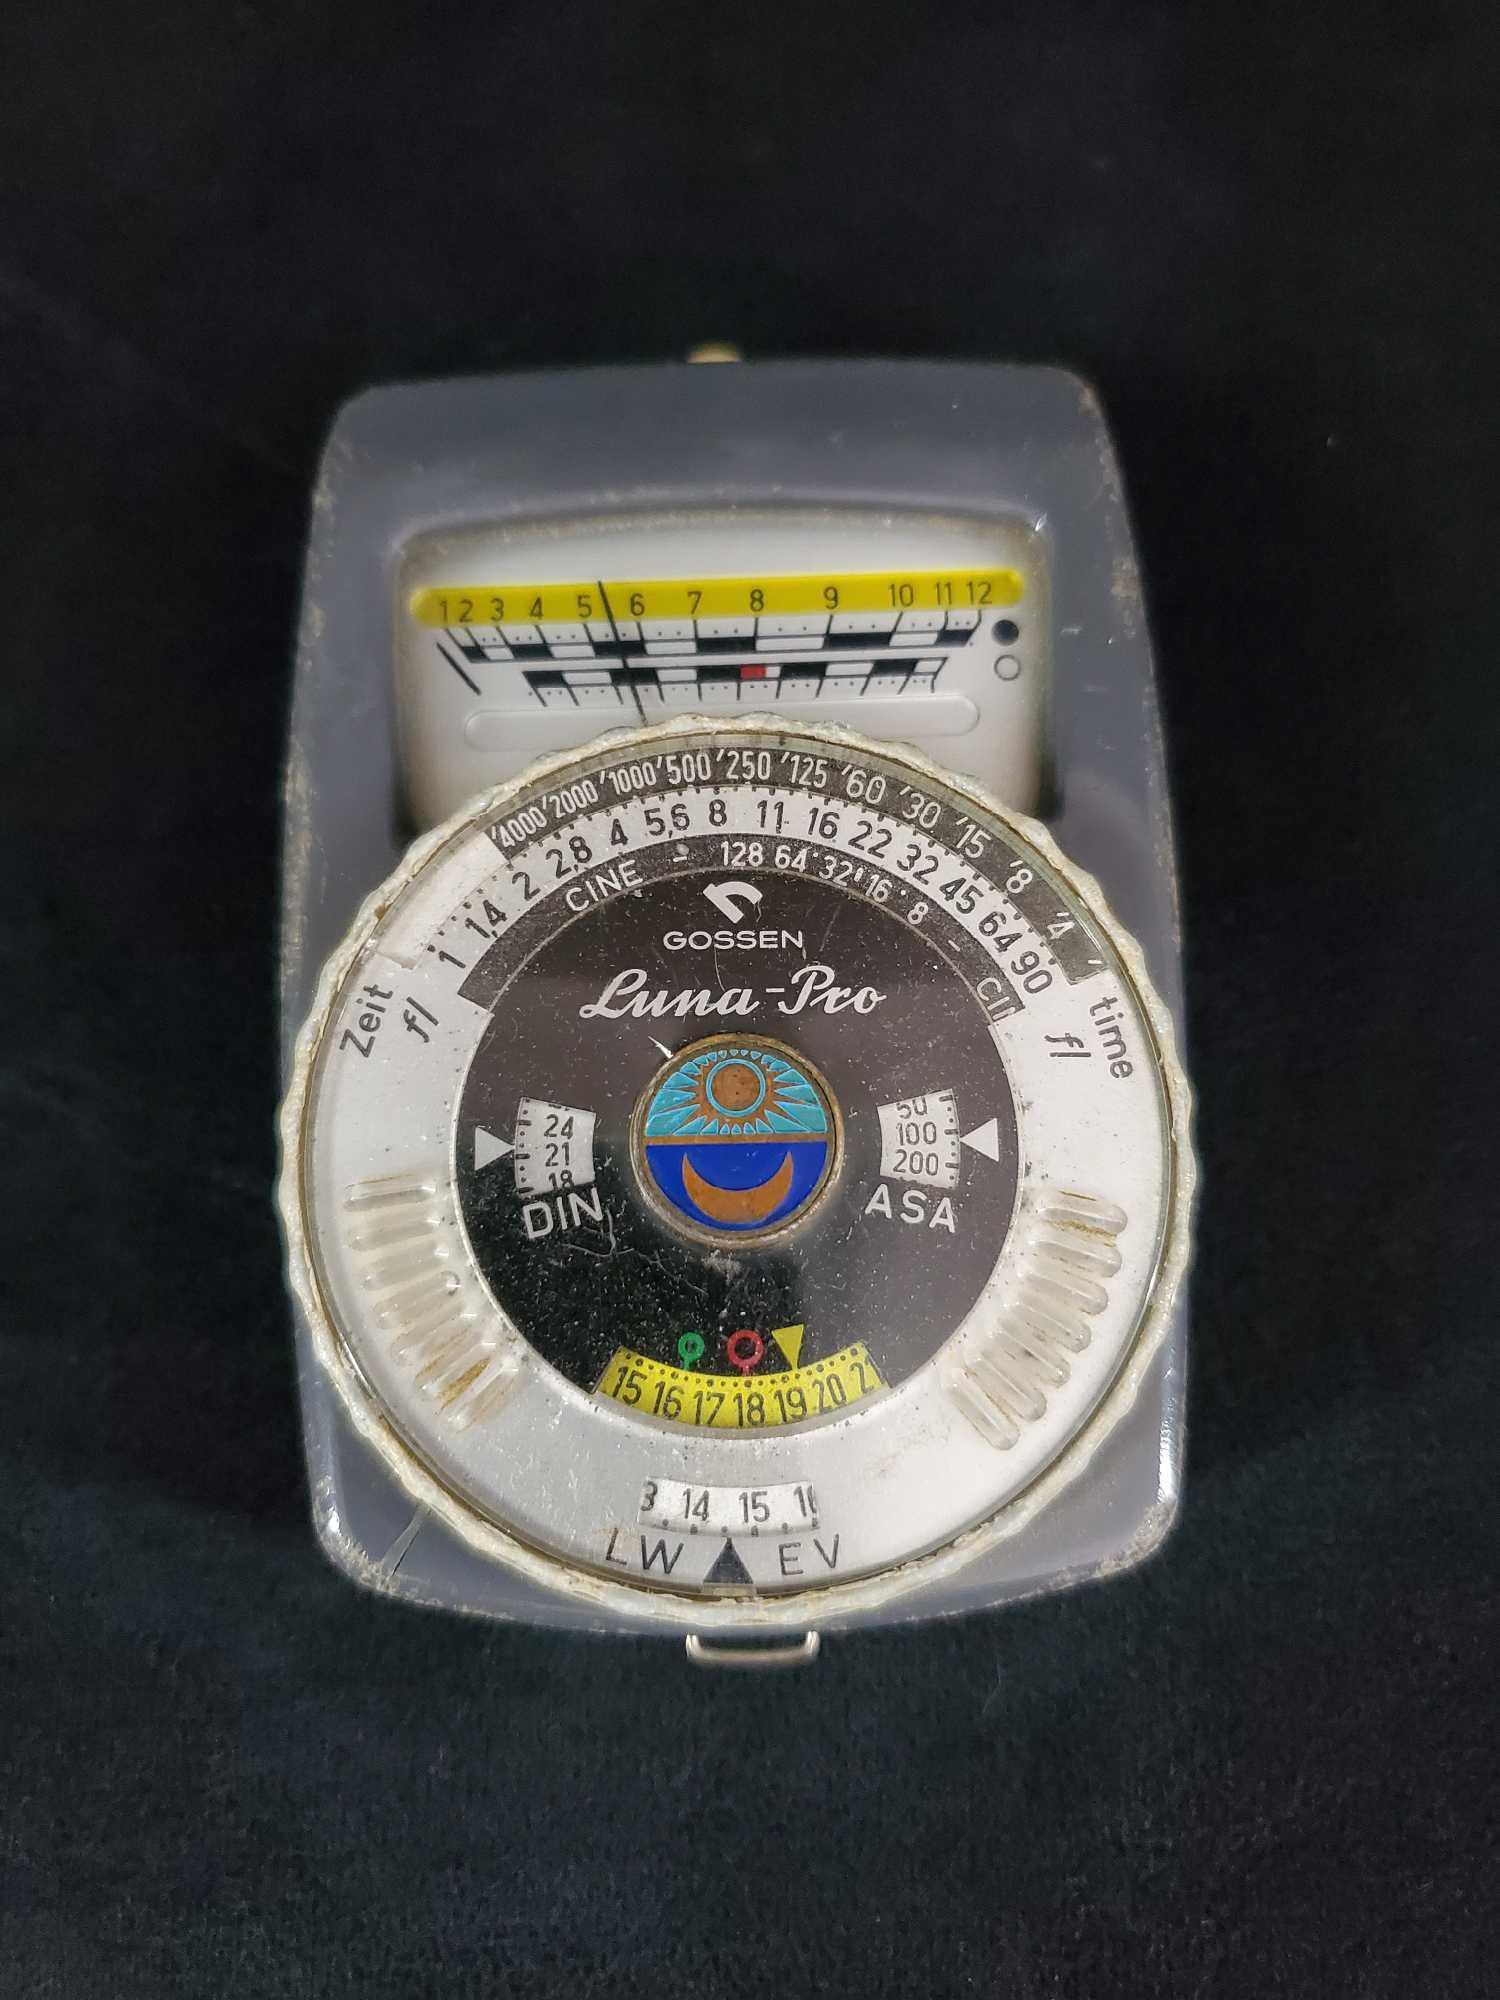 1 2 3 4 5 6 7 8 9 10 11 12
'4000 '2000 '1000 '500 '250 '125 '60 '30 '15 '8 '4 '
1 1,4 2 2,8 4 5,6 8 11 16 22 32 45 64 90
CINE - 128 64 32 16 8 -
GOSSEN
Luna-Pro
Zeit
f/
time
f/
24
21
18
DIN
50
100
200
ASA
15 16 17 18 19 20
14 15
LW EV